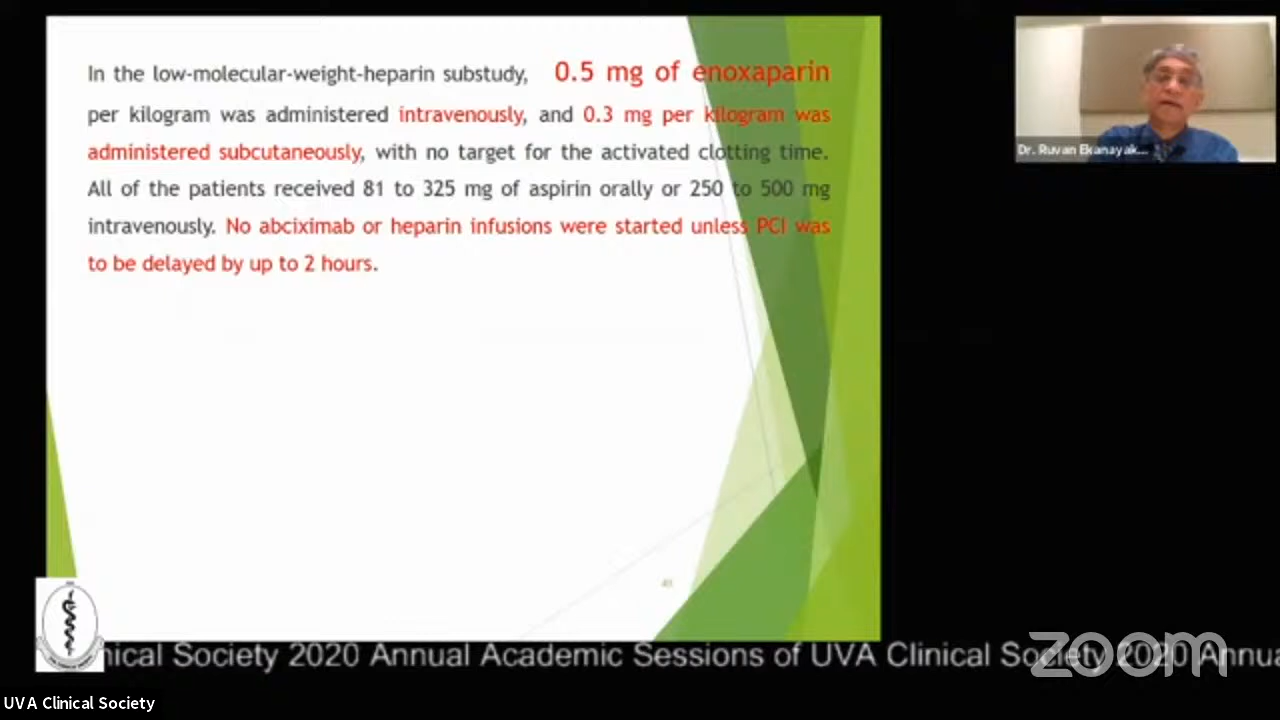 In the low-molecular-weight-heparin substudy, 0.5 mg of enoxaparin
per kilogram was administered intravenously, and 0.3 mg per kilogram was
administered subcutaneously, with no target for the activated clotting time.
All of the patients received 81 to 325 mg of aspirin orally or 250 to 500 mg
intravenously. No abciximab or heparin infusions were started unless PCI was
to be delayed by up to 2 hours.
Dr. Ruvan Ekanayak...
nical Society 2020 Annual Academic Sessions of UVA Clinical Society 2020 Annua
zoom
UVA Clinical Society